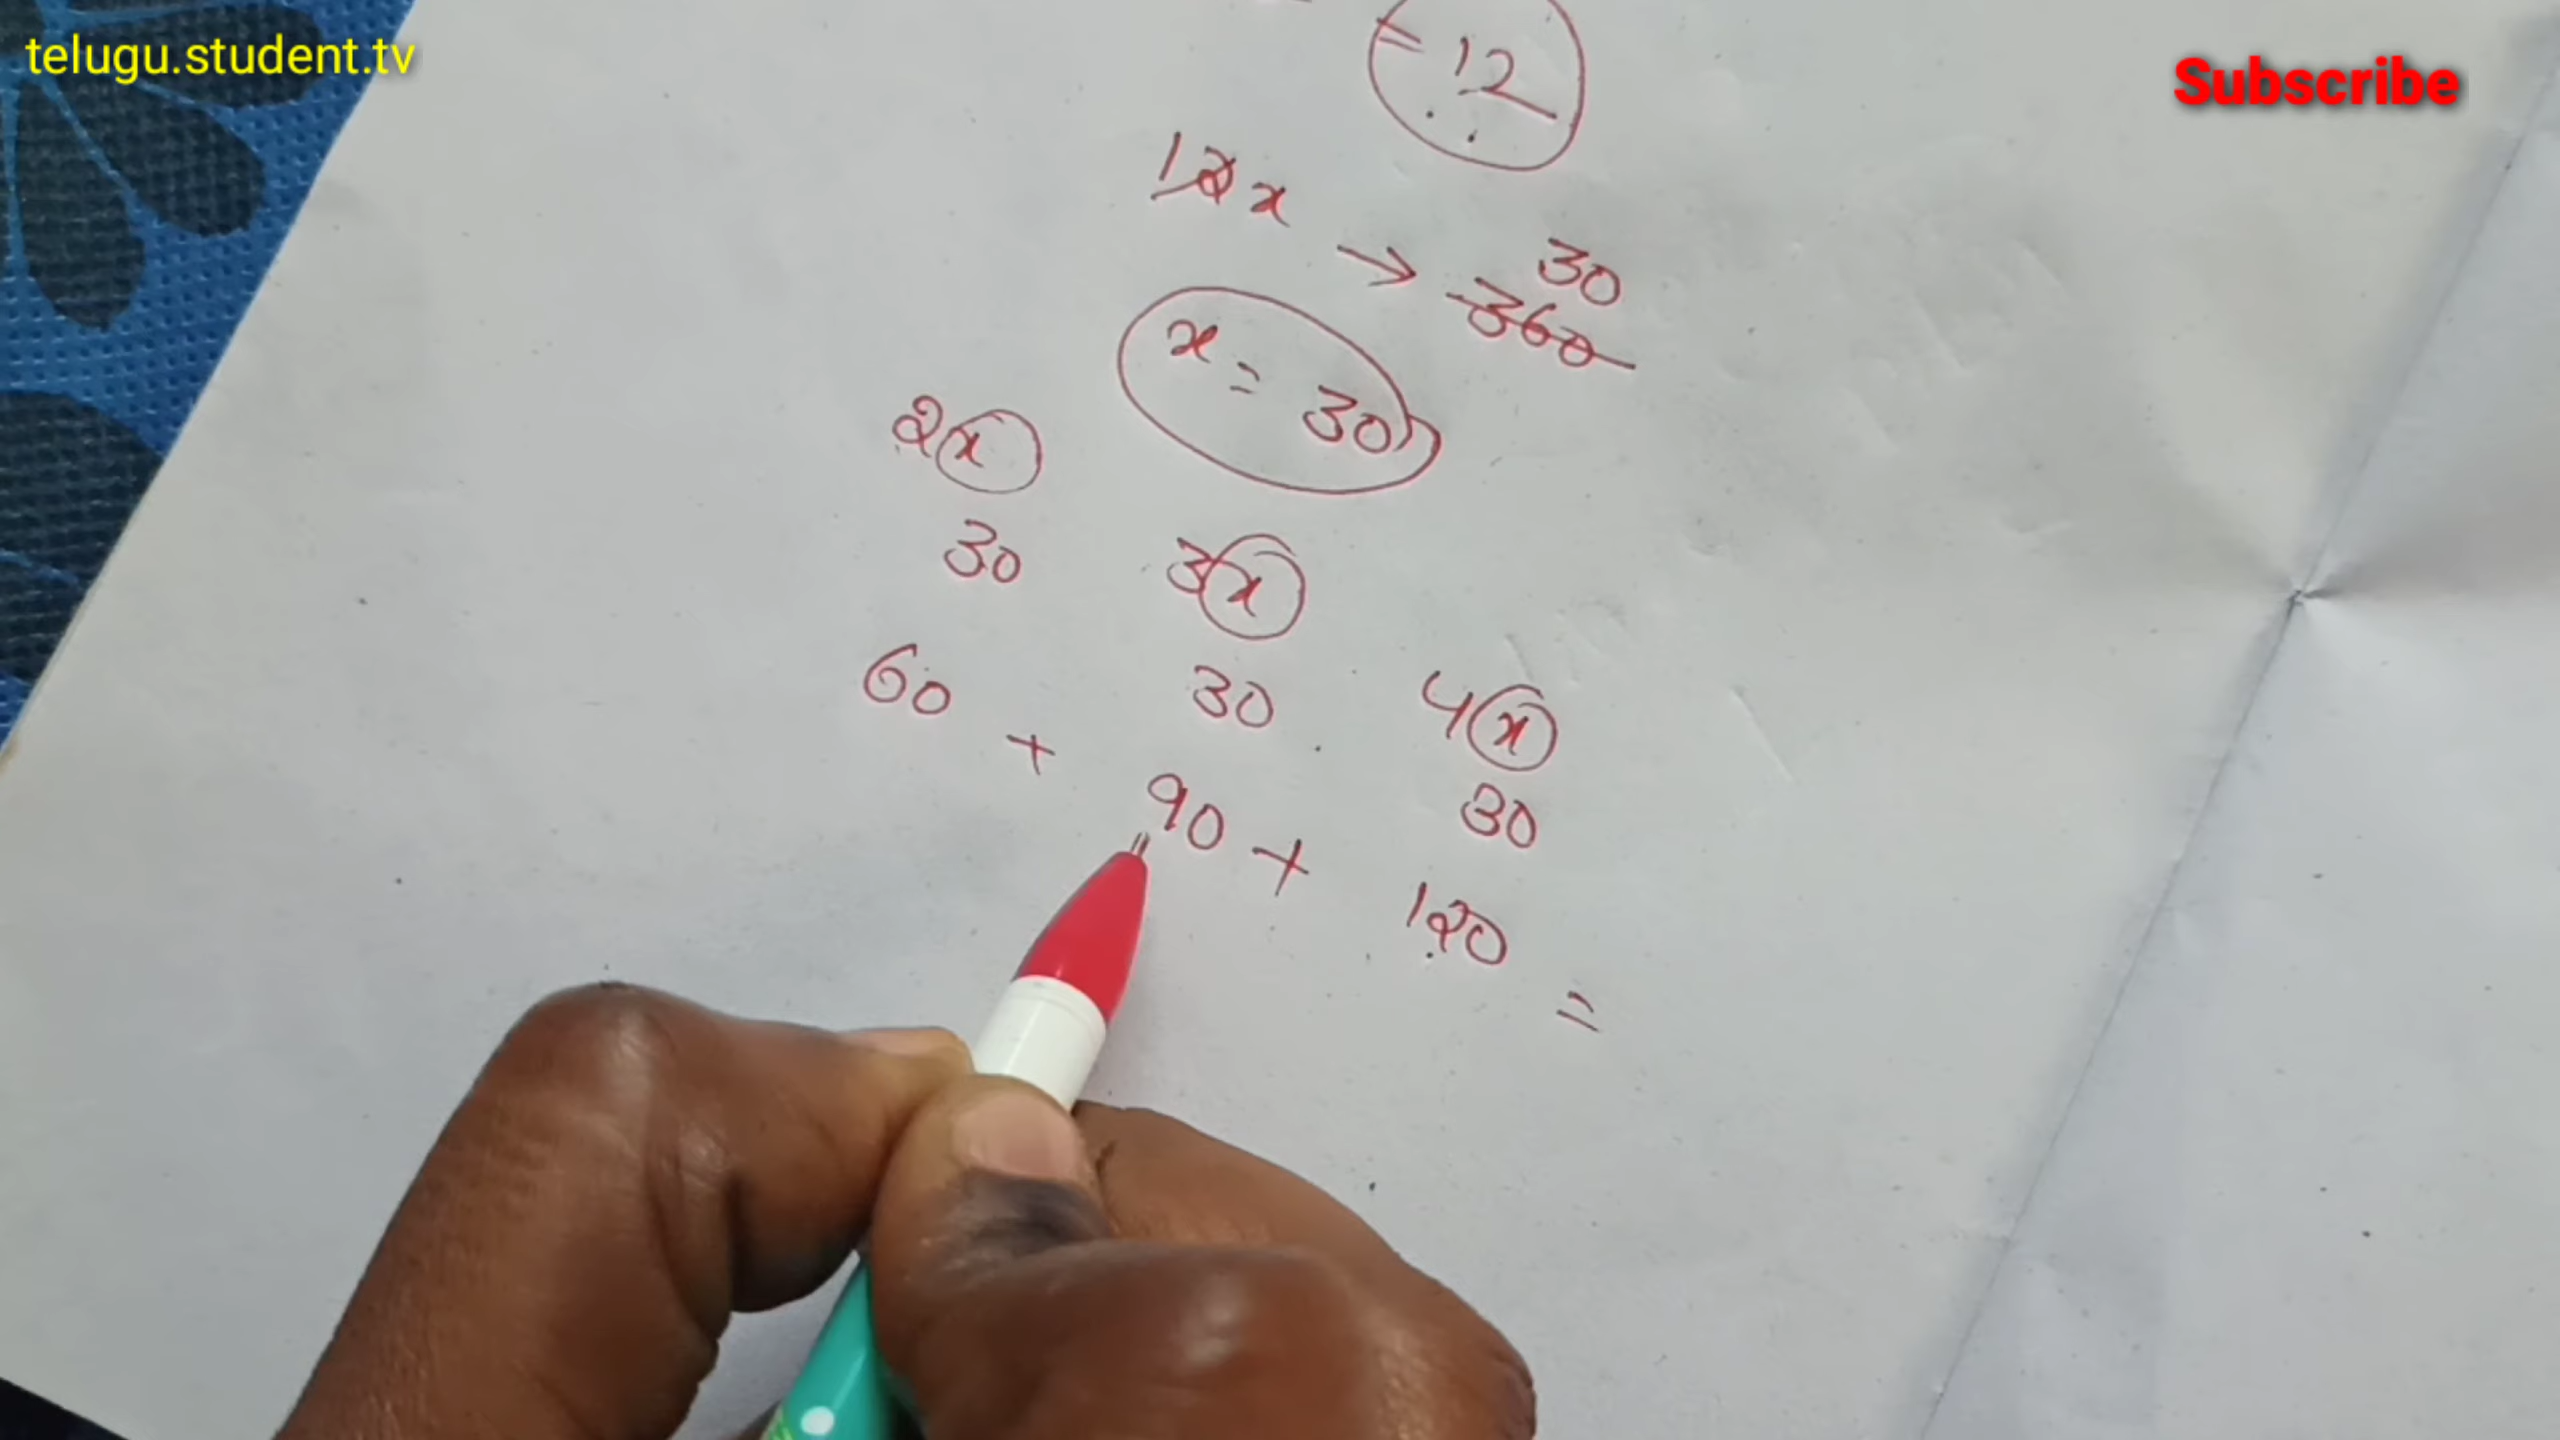 telugu.student.tv
Subscribe
= 12
12x → 360
30
x = 30
2x 3x 4x
30 30 30
60 + 90 + 120 =